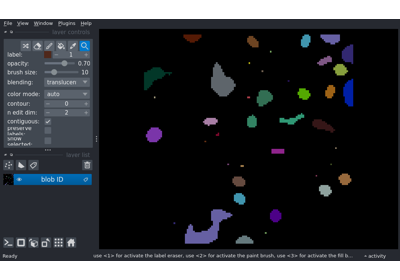 File View Window Plugins Help
layer controls
label: 1
opacity: 0.70
brush size: 10
blending: translucen
color mode: auto
contour: 0
n edit dim: 2
contiguous:
preserve labels:
show selected:
layer list
blob ID
Ready use <1> for activate the label eraser, use <2> for activate the paint brush, use <3> for activate the fill b... activity